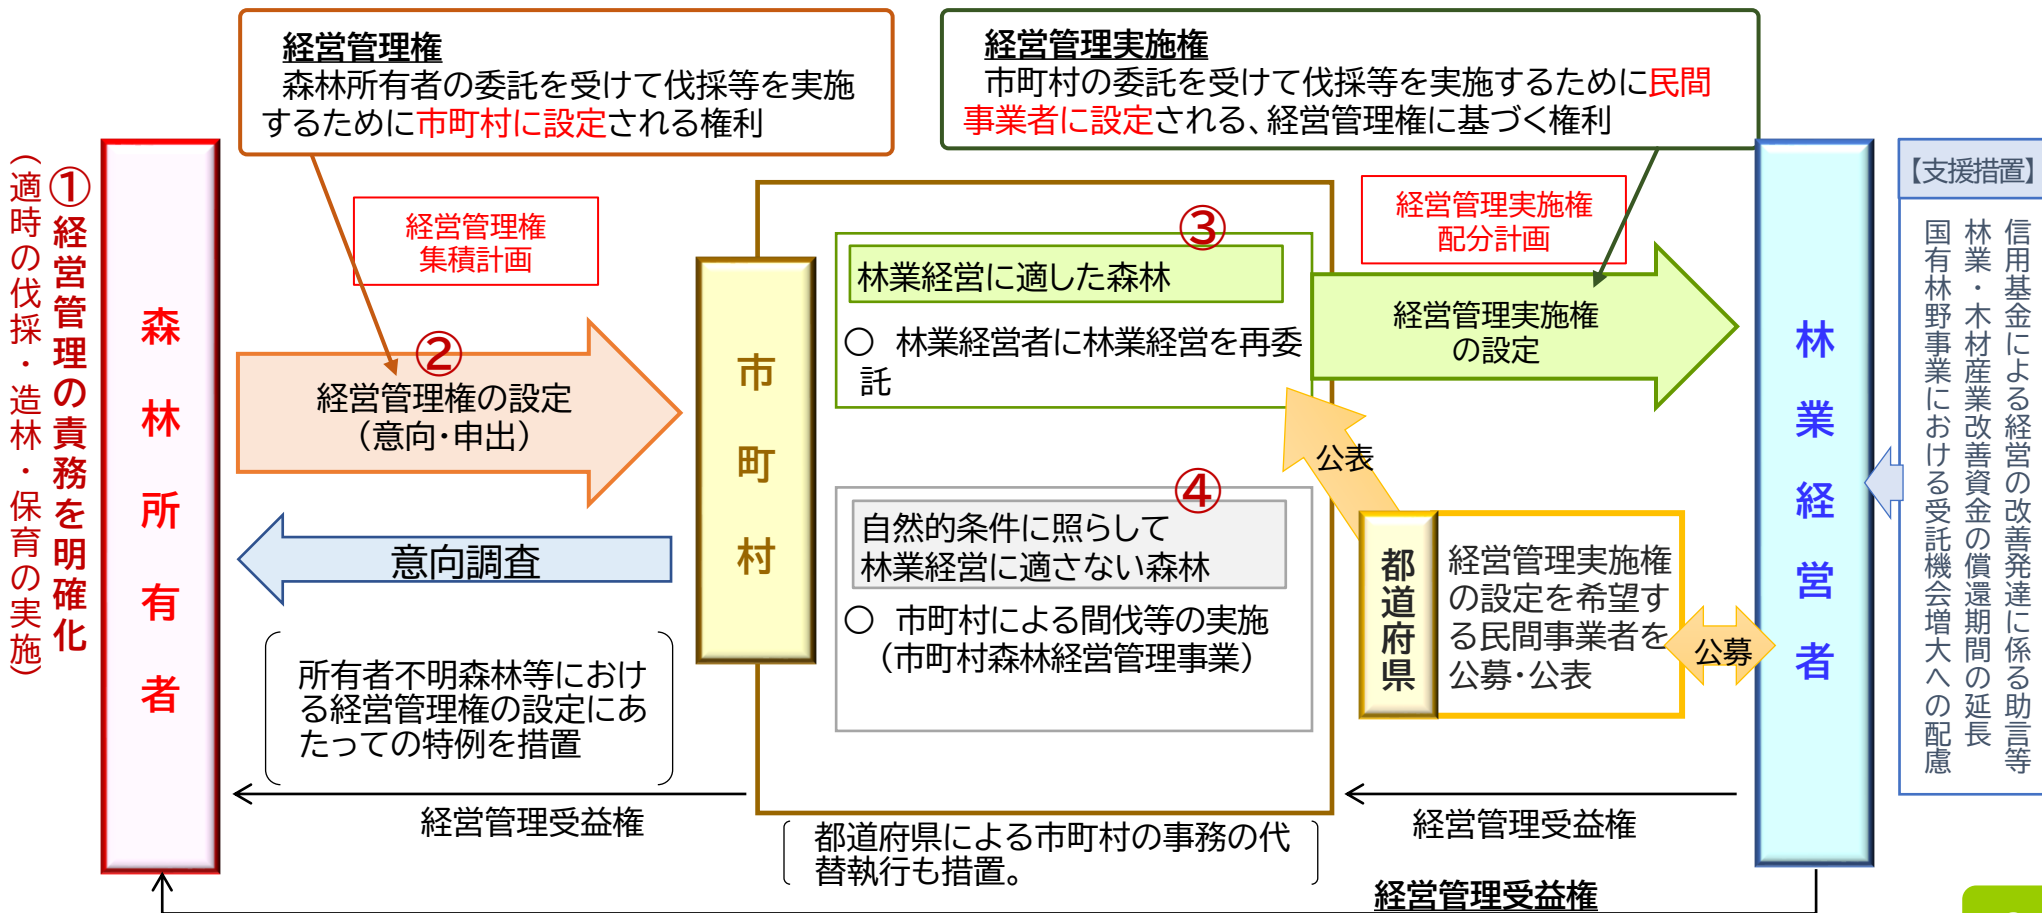 経営管理権
森林所有者の委託を受けて伐採等を実施
するために市町村に設定される権利
経営管理実施権
市町村の委託を受けて伐採等を実施するために民間
事業者に設定される、経営管理権に基づく権利
①経営管理の責務を明確化
（適時の伐採・造林・保育の実施）
森林所有者
経営管理権
集積計画
②
経営管理権の設定
（意向・申出）
意向調査
所有者不明森林等におけ
る経営管理権の設定にあ
たっての特例を措置
経営管理受益権
市町村
③
林業経営に適した森林
○ 林業経営者に林業経営を再委
託
④
自然的条件に照らして
林業経営に適さない森林
○ 市町村による間伐等の実施
（市町村森林経営管理事業）
都道府県による市町村の事務の代
替執行も措置。
経営管理実施権
配分計画
経営管理実施権
の設定
公表
都道府県
経営管理実施権
の設定を希望す
る民間事業者を
公募・公表
公募
経営管理受益権
経営管理受益権
林業経営者
【支援措置】
信用基金による経営の改善発達に係る助言等
林業・木材産業改善資金の償還期間の延長
国有林野事業における受託機会増大への配慮